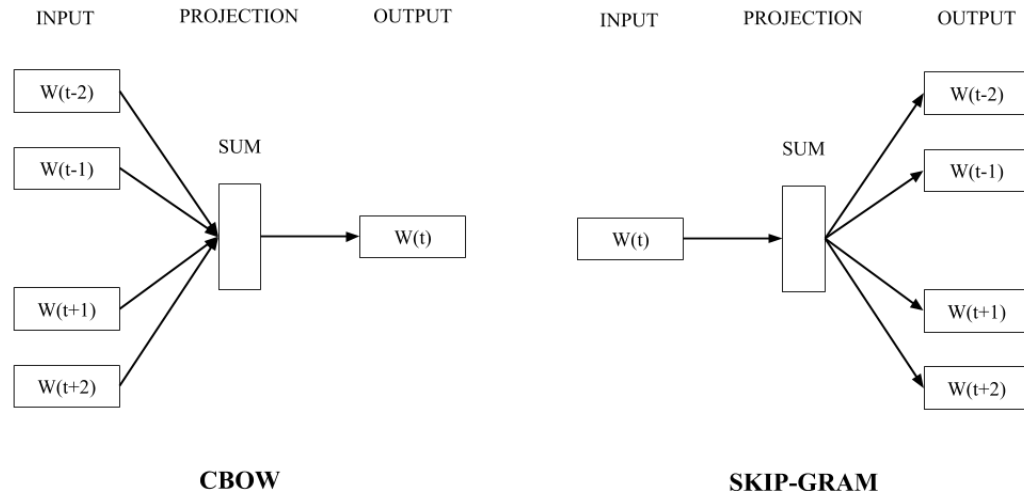 INPUT
PROJECTION
OUTPUT
W(t-2)
W(t-1)
SUM
W(t)
W(t+1)
W(t+2)
CBOW
INPUT
PROJECTION
OUTPUT
W(t-2)
W(t-1)
SUM
W(t)
W(t+1)
W(t+2)
SKIP-GRAM